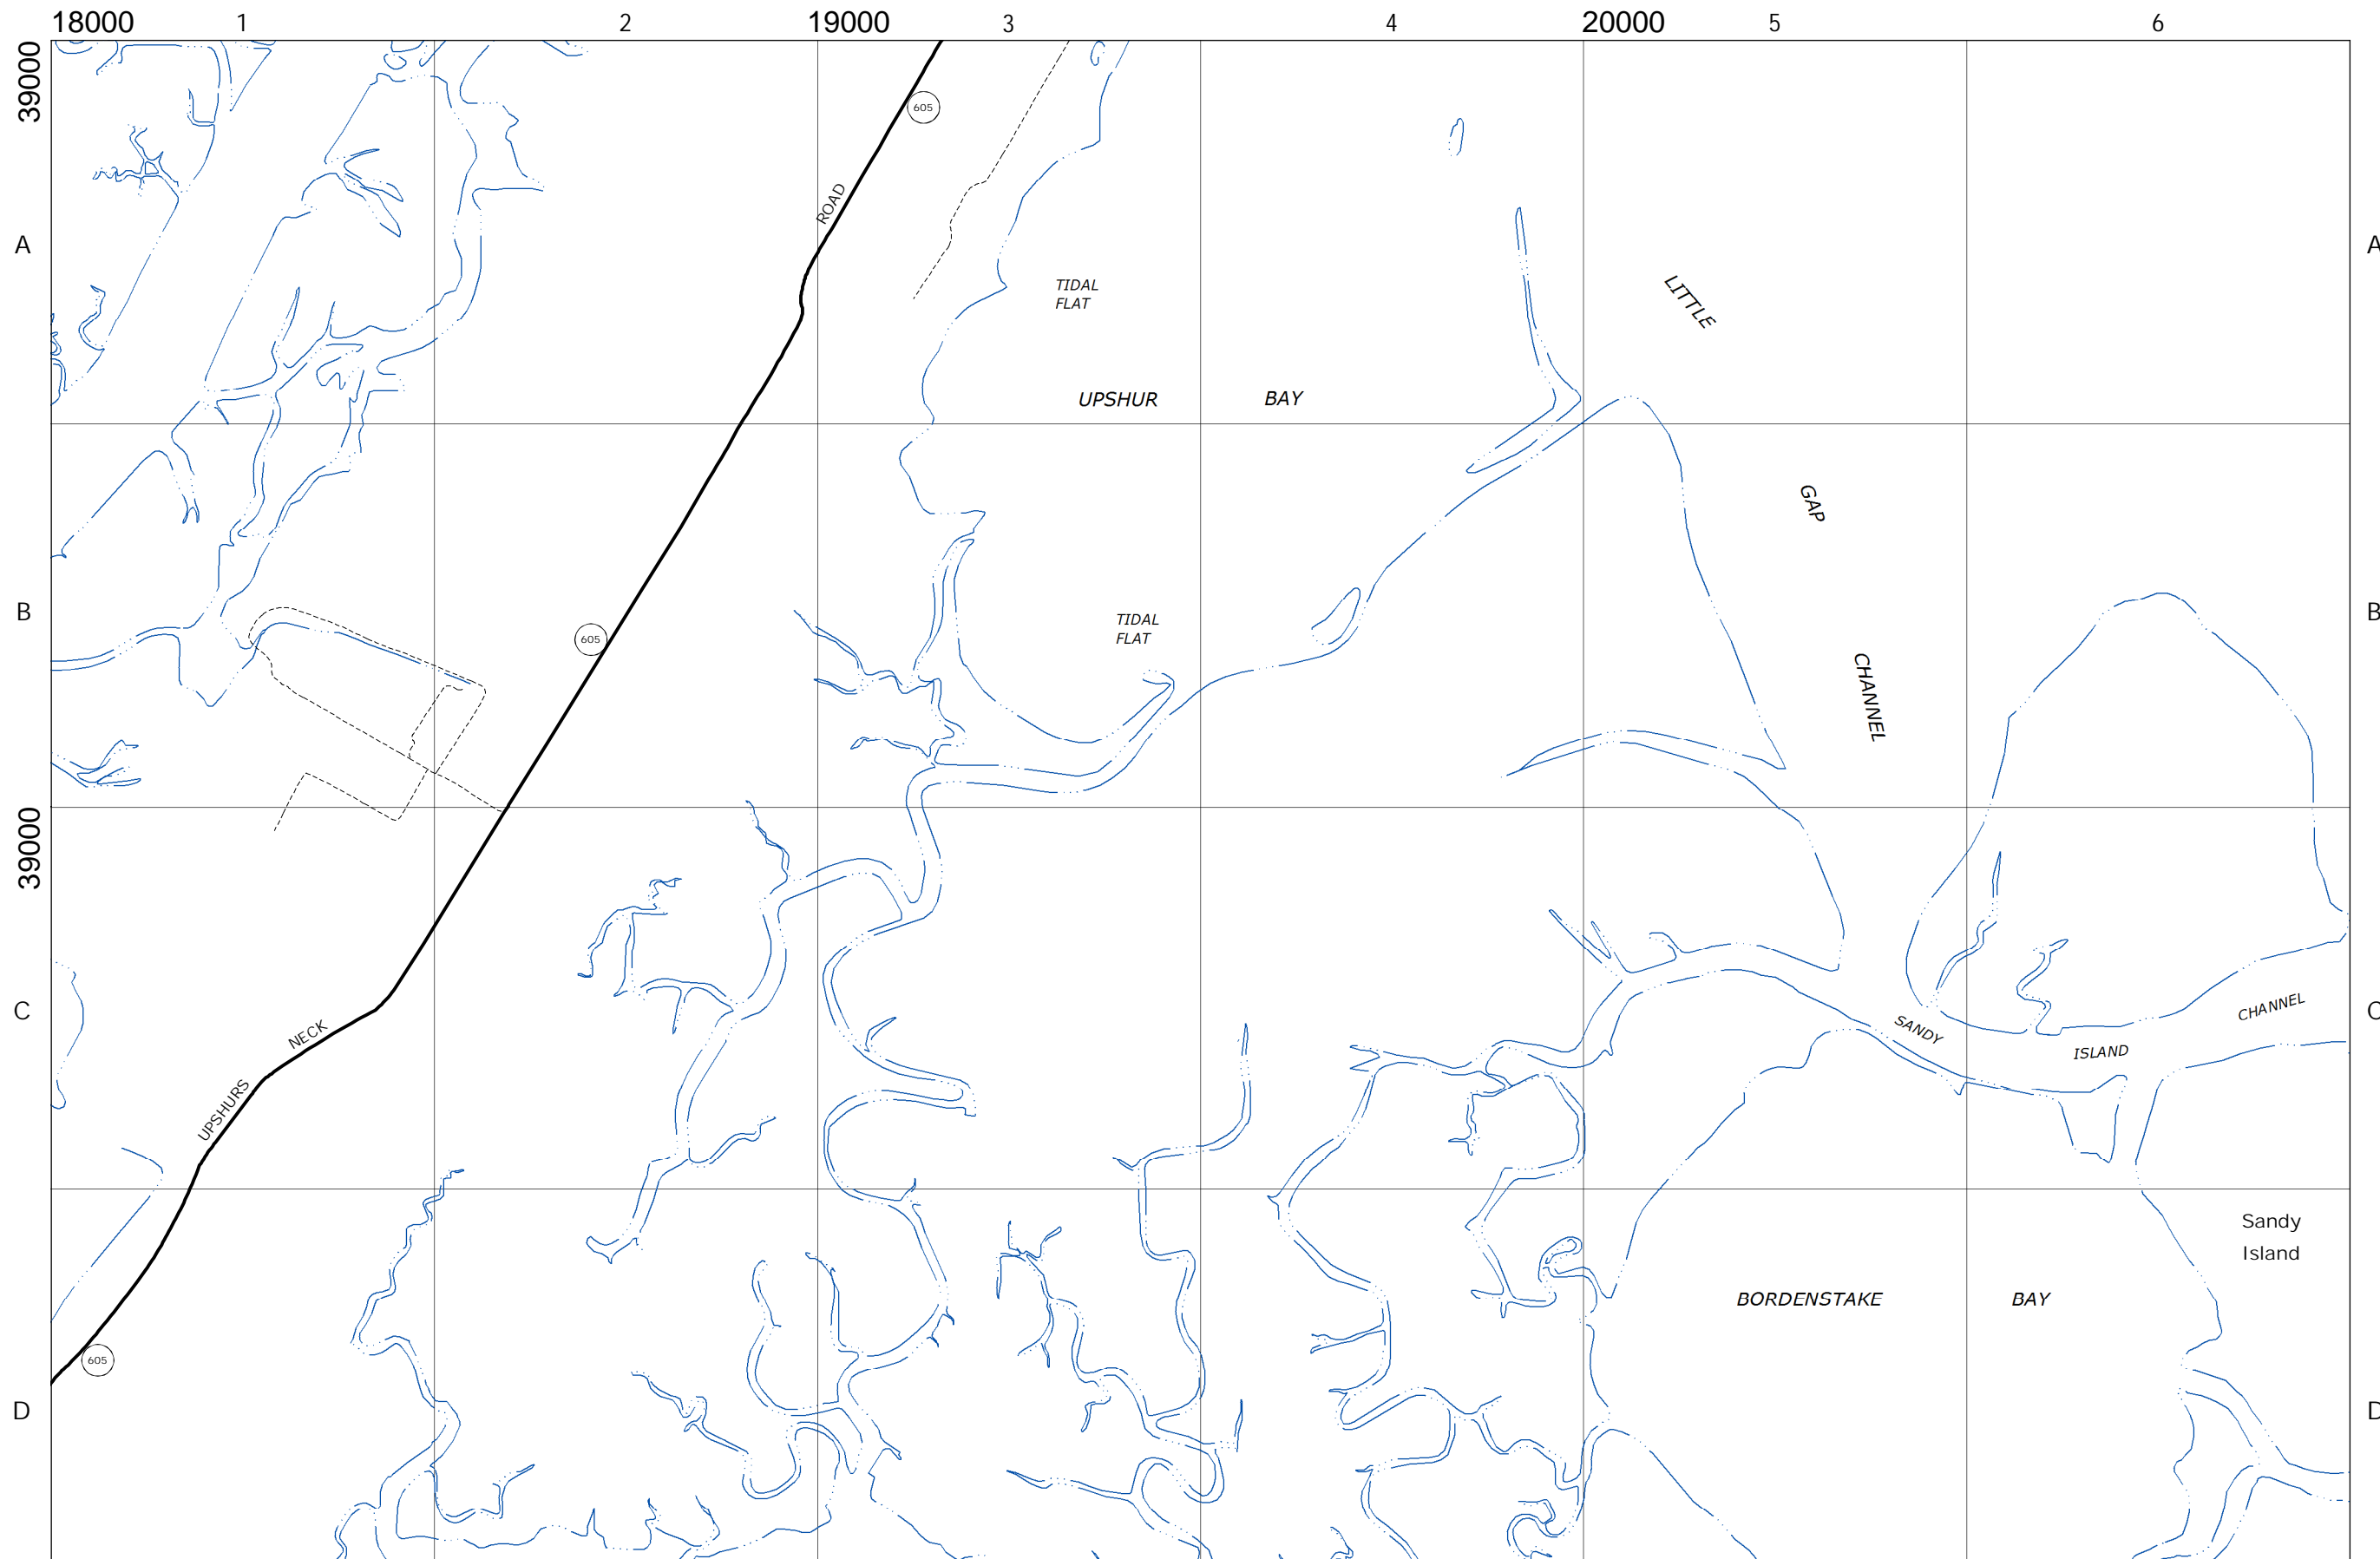 18000 1 2 19000 3 4 20000 5 6
39000
605
ROAD
A
A
TIDAL
FLAT
LITTLE
UPSHUR BAY
GAP
B
B
TIDAL
FLAT
605
CHANNEL
39000
C
C
CHANNEL
SANDY
NECK
ISLAND
UPSHURS
Sandy
Island
BORDENSTAKE BAY
605
D
D